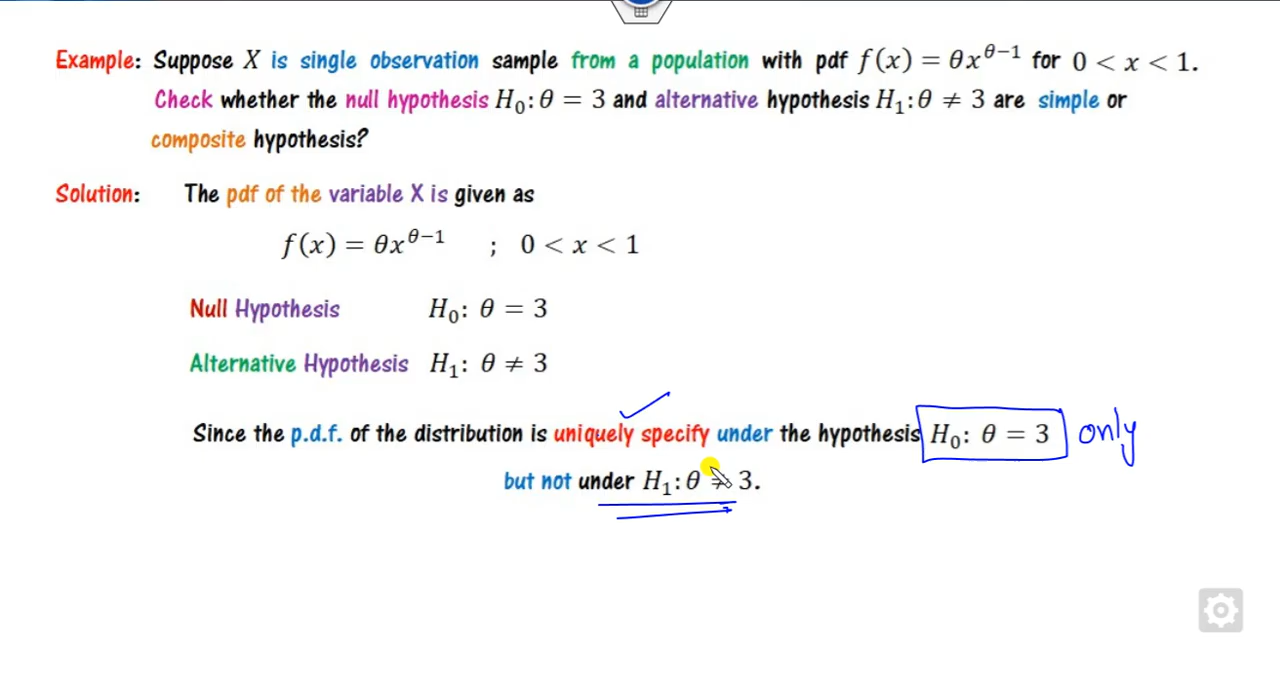 Example: Suppose X is single observation sample from a population with pdf f(x) = θx^{θ−1} for 0 < x < 1.
Check whether the null hypothesis H₀: θ = 3 and alternative hypothesis H₁: θ ≠ 3 are simple or
composite hypothesis?
Solution: The pdf of the variable X is given as
f(x) = θx^{θ−1} ; 0 < x < 1
Null Hypothesis H₀: θ = 3
Alternative Hypothesis H₁: θ ≠ 3
Since the p.d.f. of the distribution is uniquely specify under the hypothesis H₀: θ = 3 only
but not under H₁: θ ≠ 3.